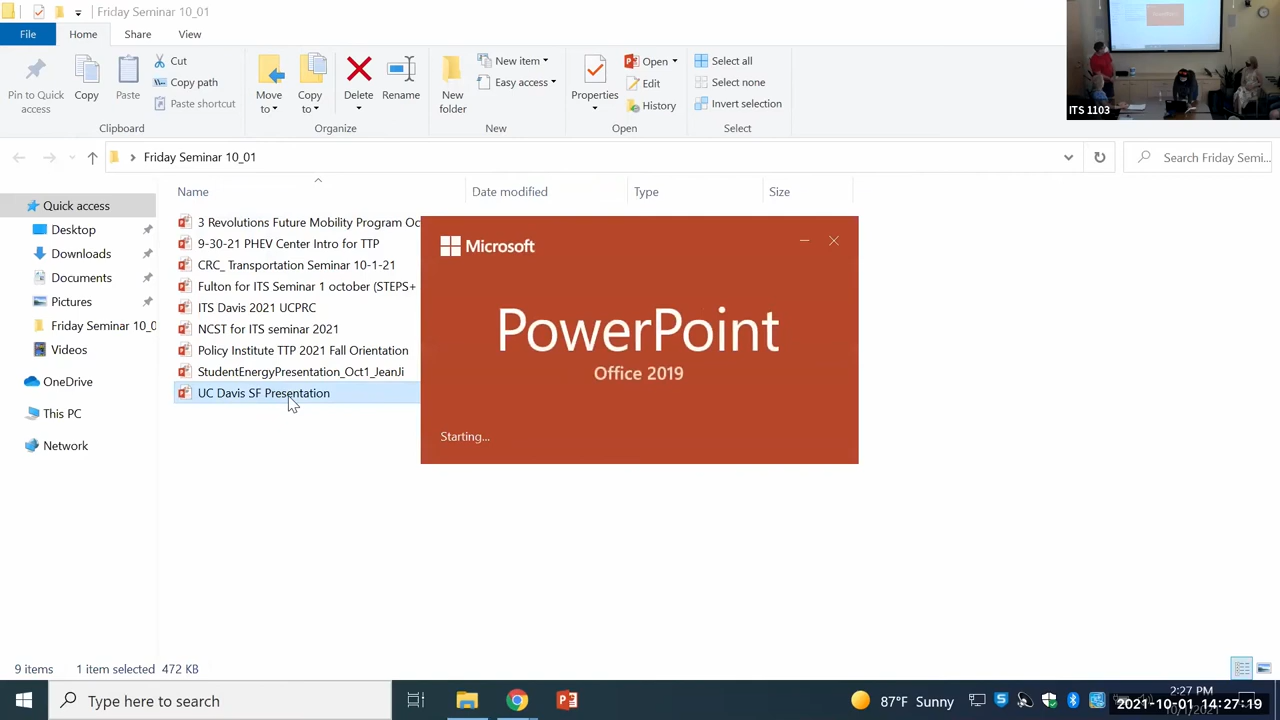 Friday Seminar 10_01
File
Home
Share
View
Pin to Quick access
Copy
Paste
Cut
Copy path
Paste shortcut
Clipboard
Move to
Copy to
Delete
Rename
Organize
New folder
New item
Easy access
New
Properties
Open
Edit
History
Open
Select all
Select none
Invert selection
Select
ITS 1103
Friday Seminar 10_01
Search Friday Semi...
Name
Date modified
Type
Size
Quick access
Desktop
Downloads
Documents
Pictures
Friday Seminar 10_0
Videos
OneDrive
This PC
Network
3 Revolutions Future Mobility Program Oc
9-30-21 PHEV Center Intro for TTP
CRC_ Transportation Seminar 10-1-21
Fulton for ITS Seminar 1 october (STEPS+
ITS Davis 2021 UCPRC
NCST for ITS seminar 2021
Policy Institute TTP 2021 Fall Orientation
StudentEnergyPresentation_Oct1_JeanJi
UC Davis SF Presentation
Microsoft
PowerPoint
Office 2019
Starting...
9 items
1 item selected
472 KB
Type here to search
87°F Sunny
2:27 PM
2021-10-01 14:27:19